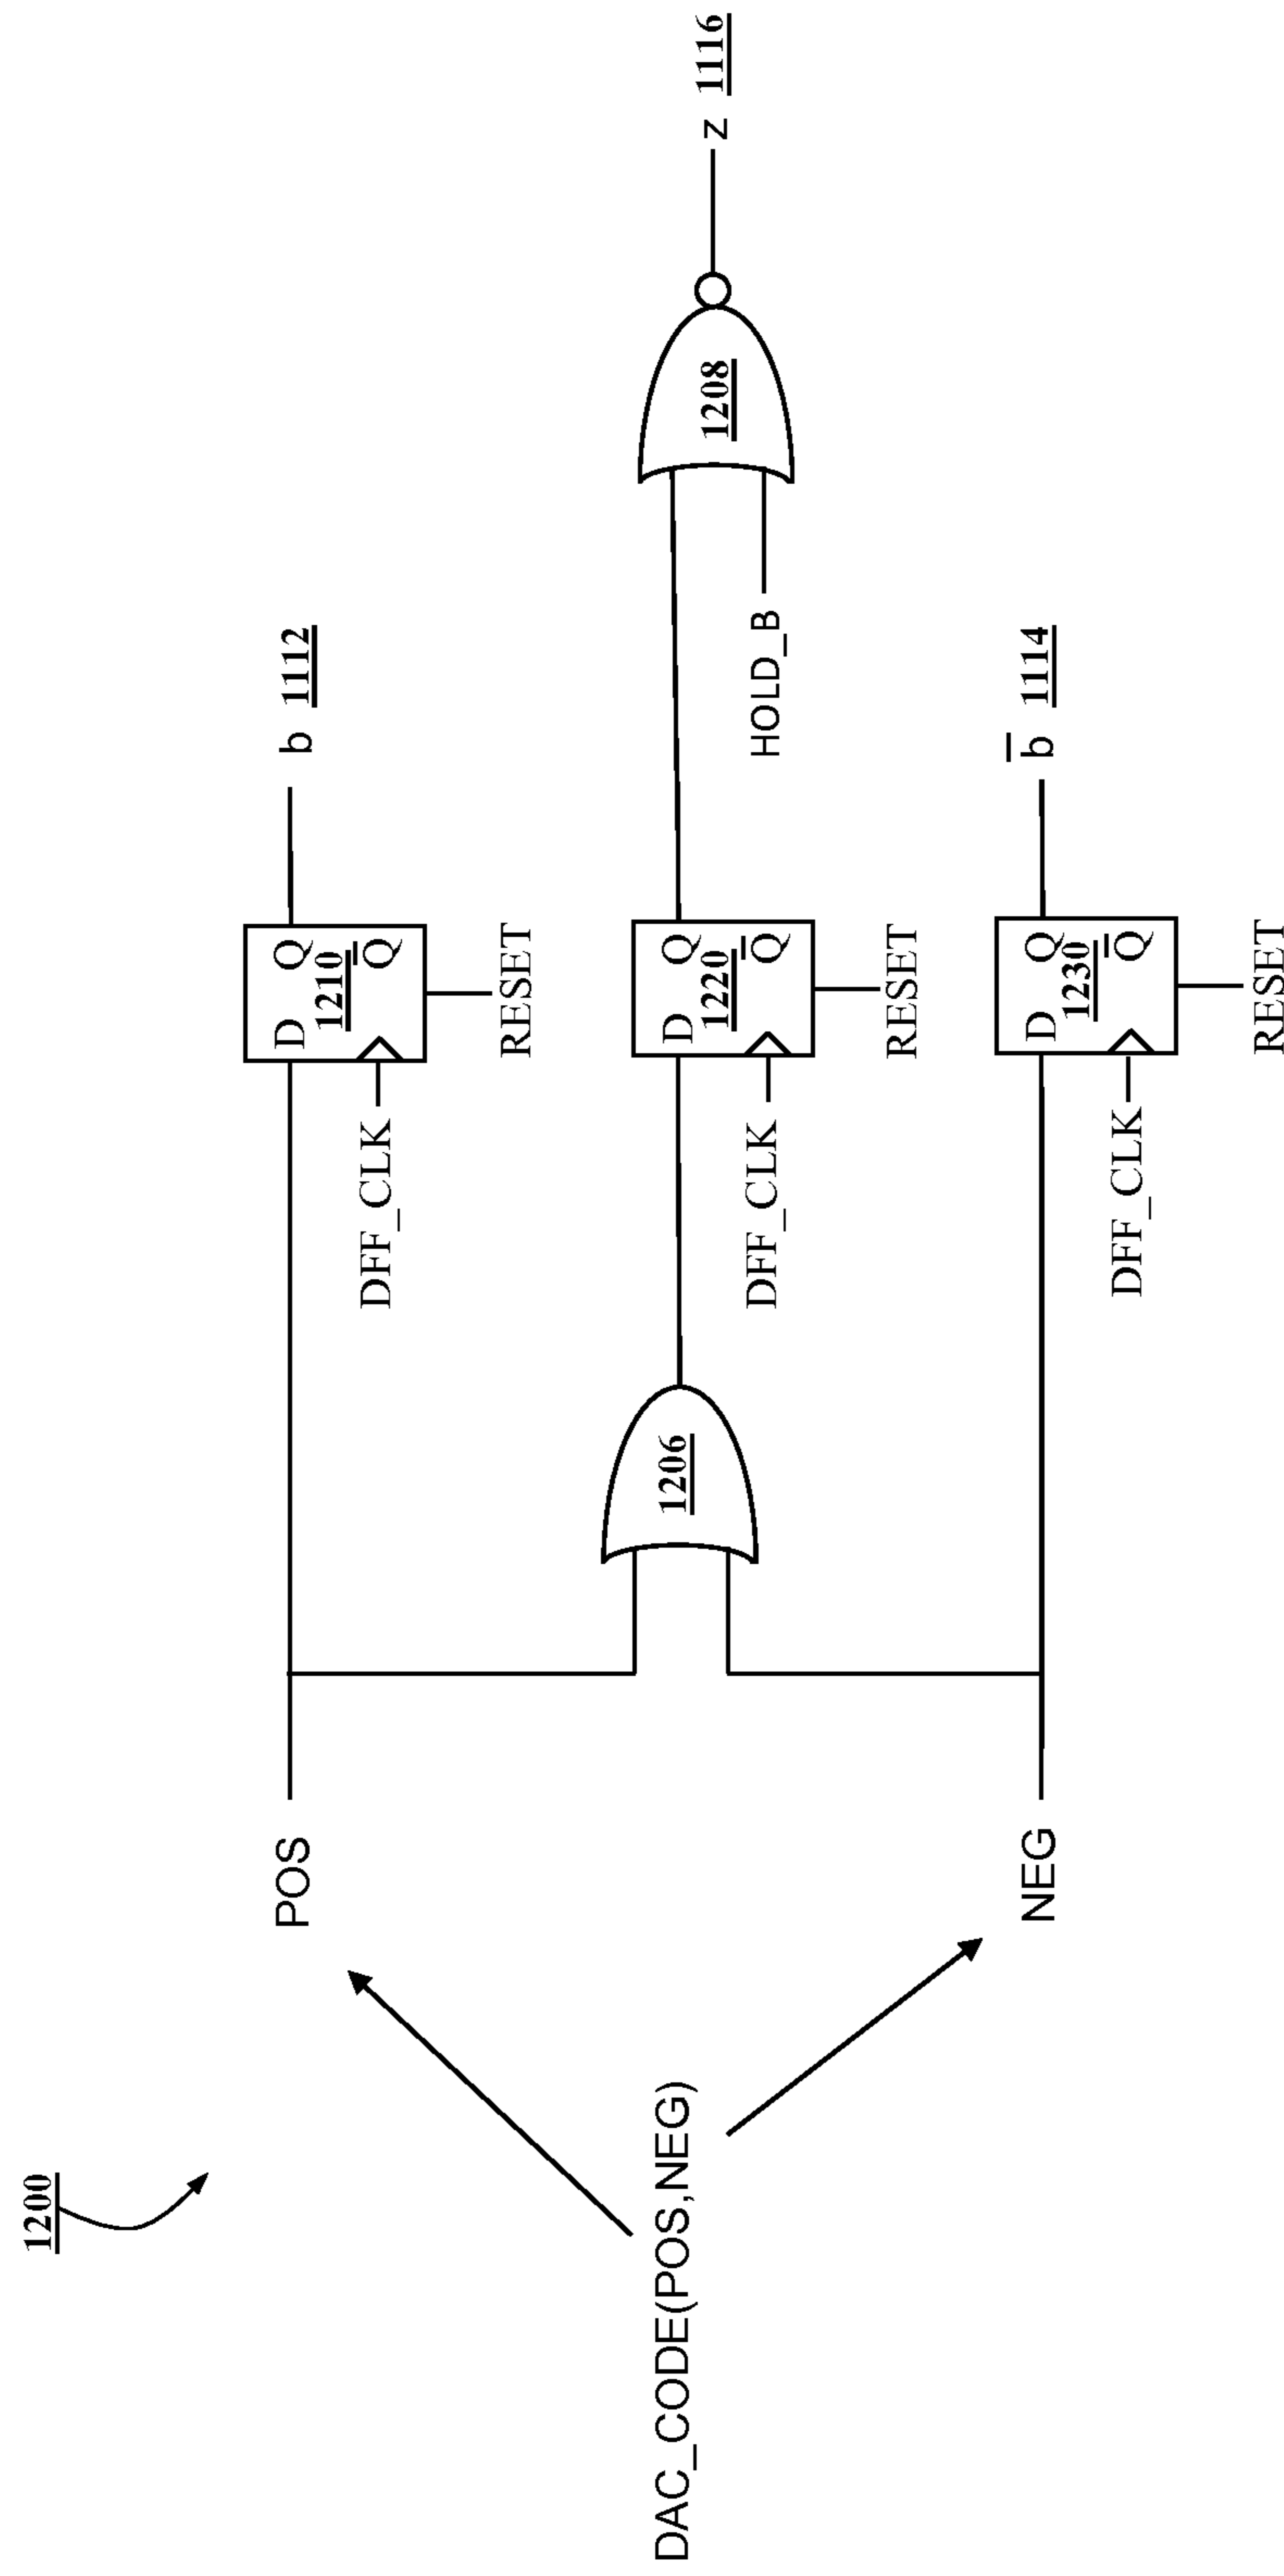 1200
DAC_CODE(POS,NEG)
POS
NEG
1206
D Q
1210
Q̅
DFF_CLK
RESET
b 1112
D Q
1220
Q̅
DFF_CLK
RESET
HOLD_B
1208
z 1116
D Q
1230
Q̅
DFF_CLK
RESET
b̅ 1114